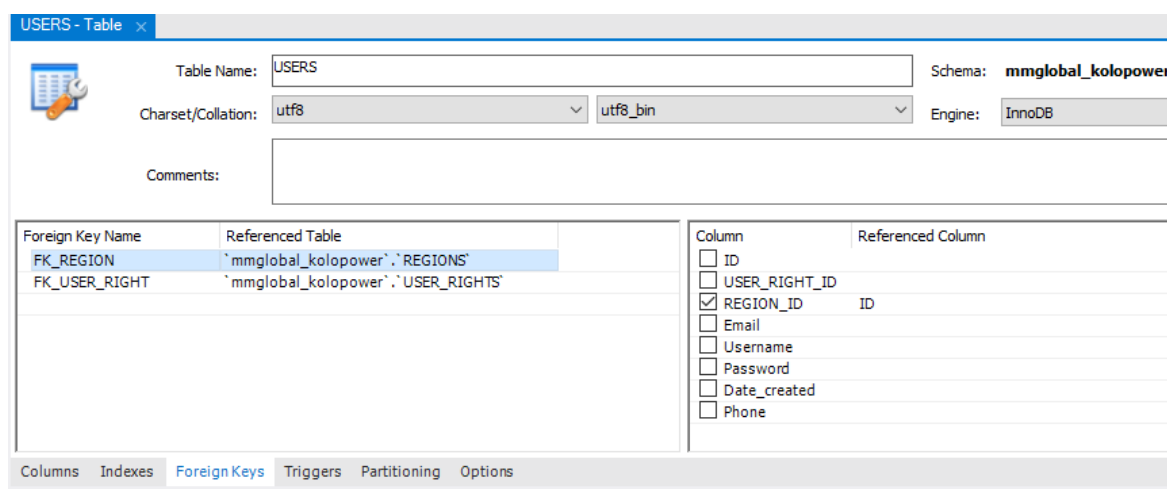 USERS - Table ×
Table Name: USERS Schema: mmglobal_kolopower
Charset/Collation: utf8 utf8_bin Engine: InnoDB
Comments:
Foreign Key Name Referenced Table Column Referenced Column
FK_REGION `mmglobal_kolopower`.`REGIONS` ID
FK_USER_RIGHT `mmglobal_kolopower`.`USER_RIGHTS` USER_RIGHT_ID
REGION_ID ID
Email
Username
Password
Date_created
Phone
Columns Indexes Foreign Keys Triggers Partitioning Options